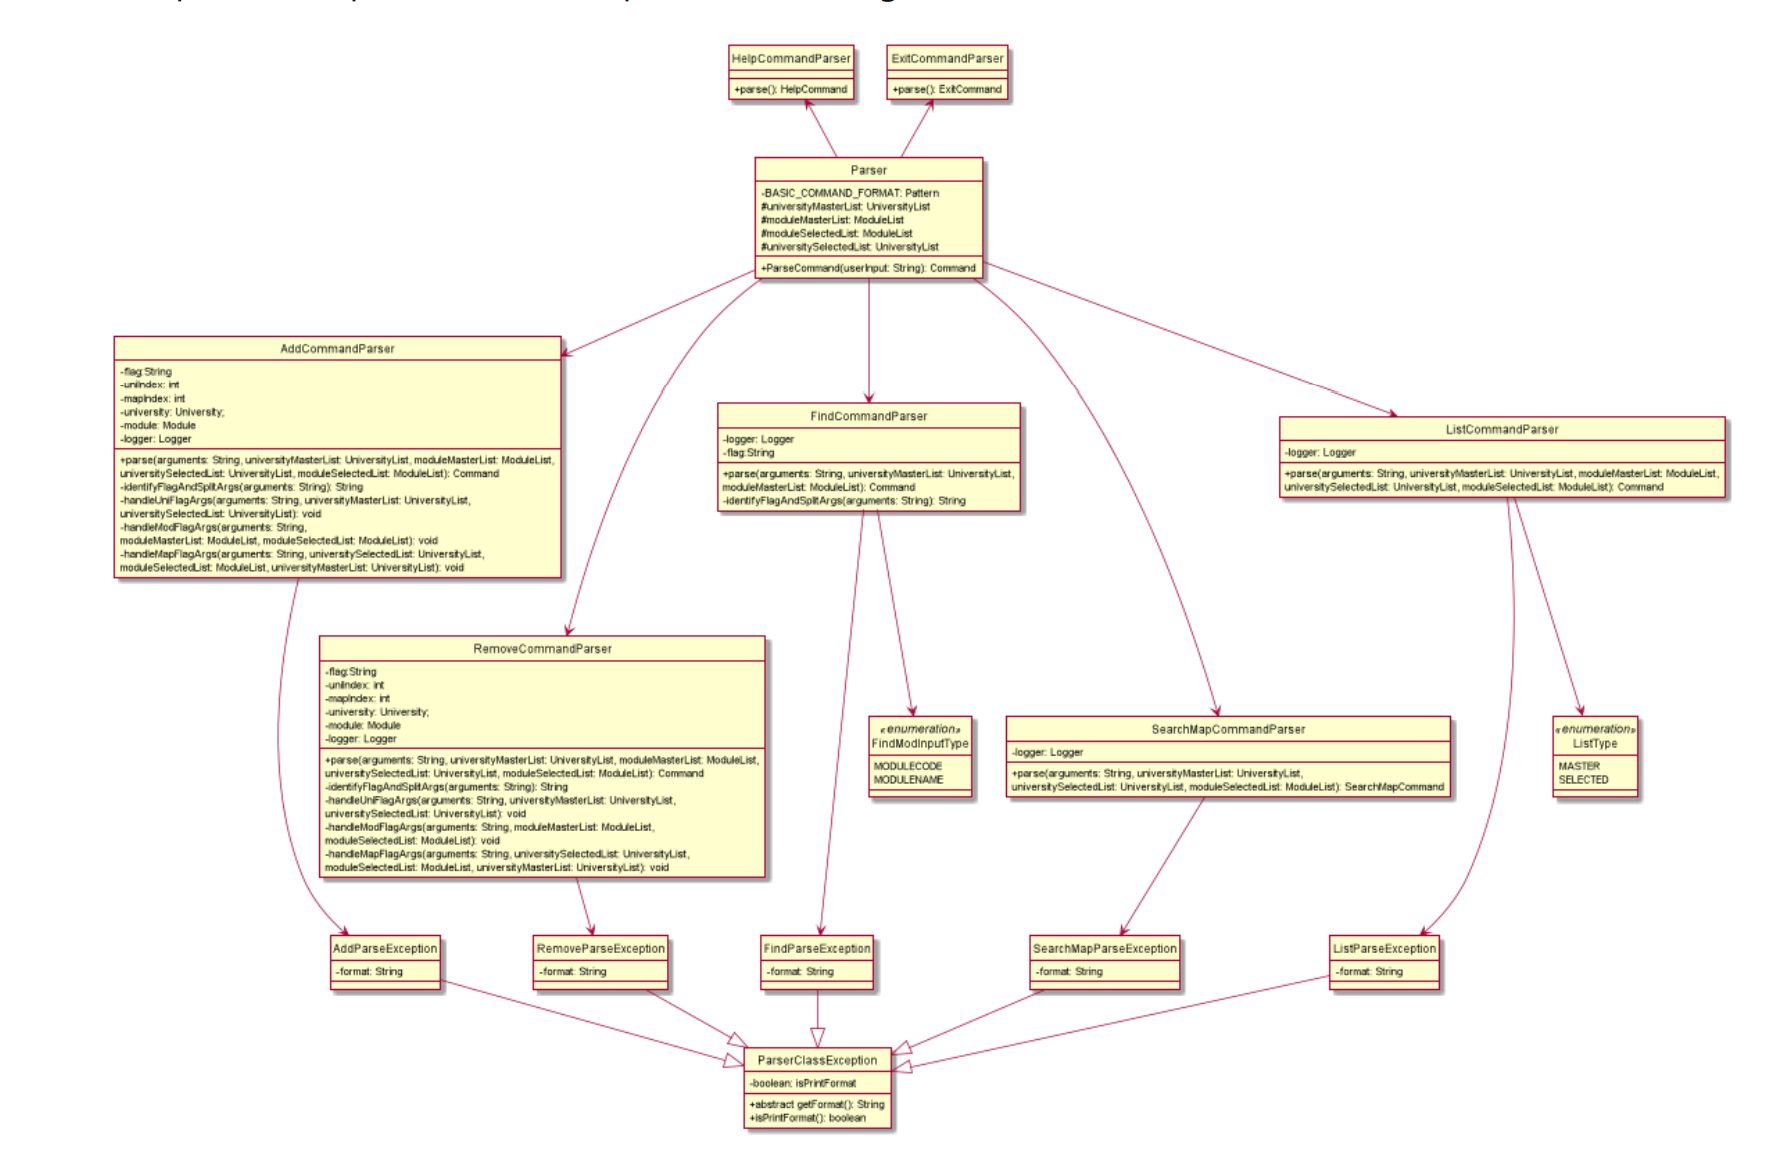 HelpCommandParser
+parse(): HelpCommand
ExitCommandParser
+parse(): ExitCommand
Parser
-BASIC_COMMAND_FORMAT: Pattern
#universityMasterList: UniversityList
#moduleMasterList: ModuleList
#moduleSelectedList: ModuleList
#universitySelectedList: UniversityList
+ParseCommand(userInput: String): Command
AddCommandParser
-flag:String
-uniIndex: int
-mapIndex: int
-university: University;
-module: Module
-logger: Logger
+parse(arguments: String, universityMasterList: UniversityList, moduleMasterList: ModuleList,
universitySelectedList: UniversityList, moduleSelectedList: ModuleList): Command
-identifyFlagAndSplitArgs(arguments: String): String
-handleUniFlagArgs(arguments: String, universityMasterList: UniversityList,
universitySelectedList: UniversityList): void
-handleModFlagArgs(arguments: String,
moduleMasterList: ModuleList, moduleSelectedList: ModuleList): void
-handleMapFlagArgs(arguments: String, universitySelectedList: UniversityList,
moduleSelectedList: ModuleList, universityMasterList: UniversityList): void
FindCommandParser
-logger: Logger
-flag:String
+parse(arguments: String, universityMasterList: UniversityList,
moduleMasterList: ModuleList): Command
-identifyFlagAndSplitArgs(arguments: String): String
ListCommandParser
-logger: Logger
+parse(arguments: String, universityMasterList: UniversityList, moduleMasterList: ModuleList,
universitySelectedList: UniversityList, moduleSelectedList: ModuleList): Command
RemoveCommandParser
-flag:String
-uniIndex: int
-mapIndex: int
-university: University;
-module: Module
-logger: Logger
+parse(arguments: String, universityMasterList: UniversityList, moduleMasterList: ModuleList,
universitySelectedList: UniversityList, moduleSelectedList: ModuleList): Command
-identifyFlagAndSplitArgs(arguments: String): String
-handleUniFlagArgs(arguments: String, universityMasterList: UniversityList,
universitySelectedList: UniversityList): void
-handleModFlagArgs(arguments: String, moduleMasterList: ModuleList,
moduleSelectedList: ModuleList): void
-handleMapFlagArgs(arguments: String, universitySelectedList: UniversityList,
moduleSelectedList: ModuleList, universityMasterList: UniversityList): void
«enumeration»
FindModInputType
MODULECODE
MODULENAME
SearchMapCommandParser
-logger: Logger
+parse(arguments: String, universityMasterList: UniversityList,
universitySelectedList: UniversityList, moduleSelectedList: ModuleList): SearchMapCommand
«enumeration»
ListType
MASTER
SELECTED
AddParseException
-format: String
RemoveParseException
-format: String
FindParseException
-format: String
SearchMapParseException
-format: String
ListParseException
-format: String
ParserClassException
-boolean: isPrintFormat
+abstract getFormat(): String
+isPrintFormat(): boolean